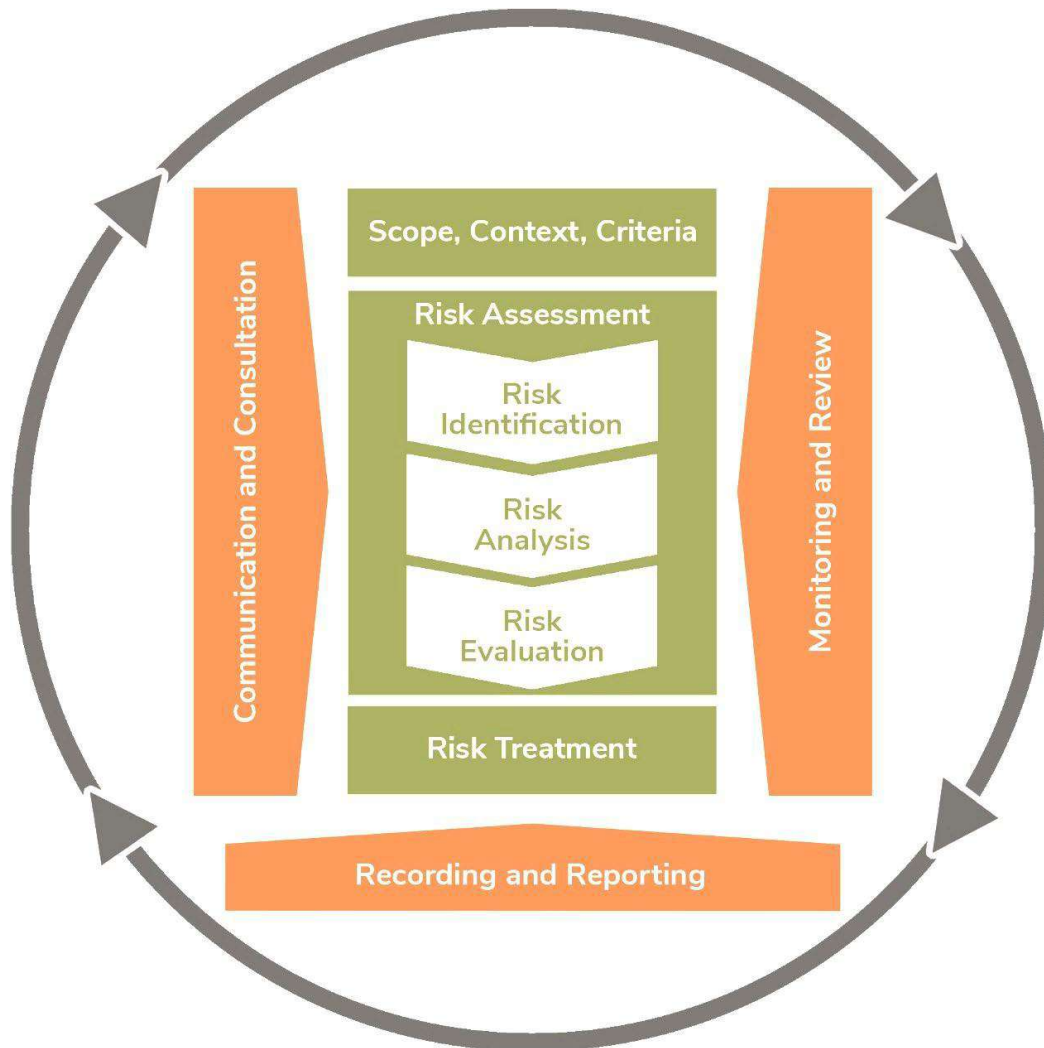 Scope, Context, Criteria
Communication and Consultation
Risk Assessment
Risk
Identification
Risk
Analysis
Risk
Evaluation
Monitoring and Review
Risk Treatment
Recording and Reporting